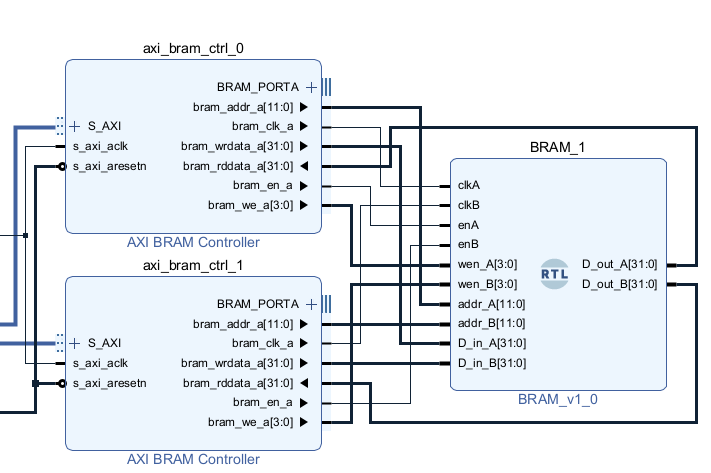 axi_bram_ctrl_0
BRAM_PORTA
bram_addr_a[11:0]
S_AXI
bram_clk_a
s_axi_aclk
bram_wrdata_a[31:0]
s_axi_aresetn
bram_rddata_a[31:0]
bram_en_a
bram_we_a[3:0]
AXI BRAM Controller
axi_bram_ctrl_1
BRAM_PORTA
bram_addr_a[11:0]
S_AXI
bram_clk_a
s_axi_aclk
bram_wrdata_a[31:0]
s_axi_aresetn
bram_rddata_a[31:0]
bram_en_a
bram_we_a[3:0]
AXI BRAM Controller
BRAM_1
clkA
clkB
enA
enB
wen_A[3:0]
wen_B[3:0]
addr_A[11:0]
addr_B[11:0]
D_in_A[31:0]
D_in_B[31:0]
RTL
D_out_A[31:0]
D_out_B[31:0]
BRAM_v1_0